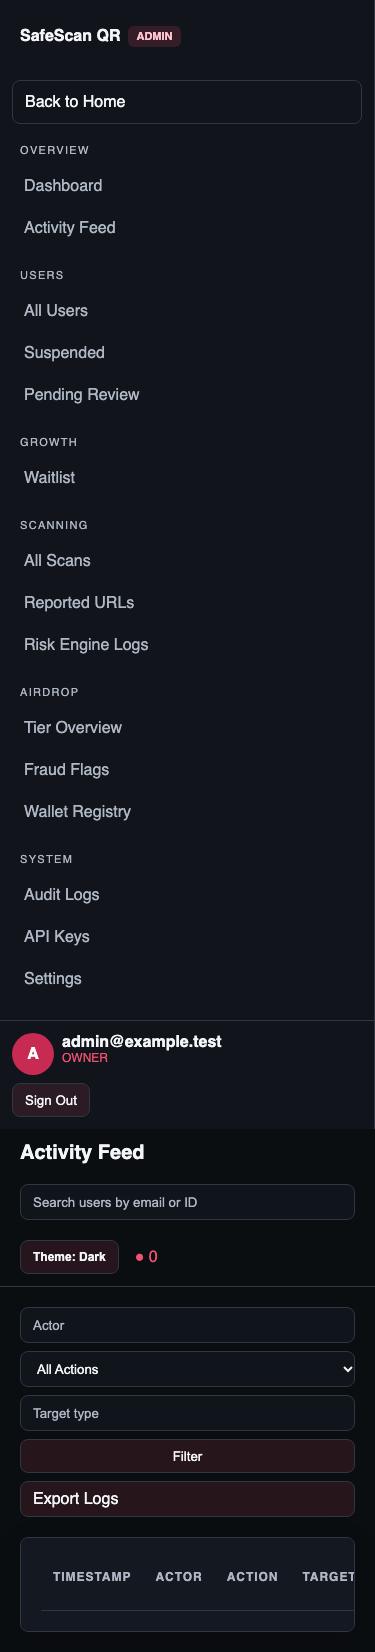 SafeScan QR ADMIN
Back to Home
OVERVIEW
Dashboard
Activity Feed
USERS
All Users
Suspended
Pending Review
GROWTH
Waitlist
SCANNING
All Scans
Reported URLs
Risk Engine Logs
AIRDROP
Tier Overview
Fraud Flags
Wallet Registry
SYSTEM
Audit Logs
API Keys
Settings
A
admin@example.test
OWNER
Sign Out
Activity Feed
Search users by email or ID
Theme: Dark 0
Actor
All Actions
Target type
Filter
Export Logs
TIMESTAMP ACTOR ACTION TARGET